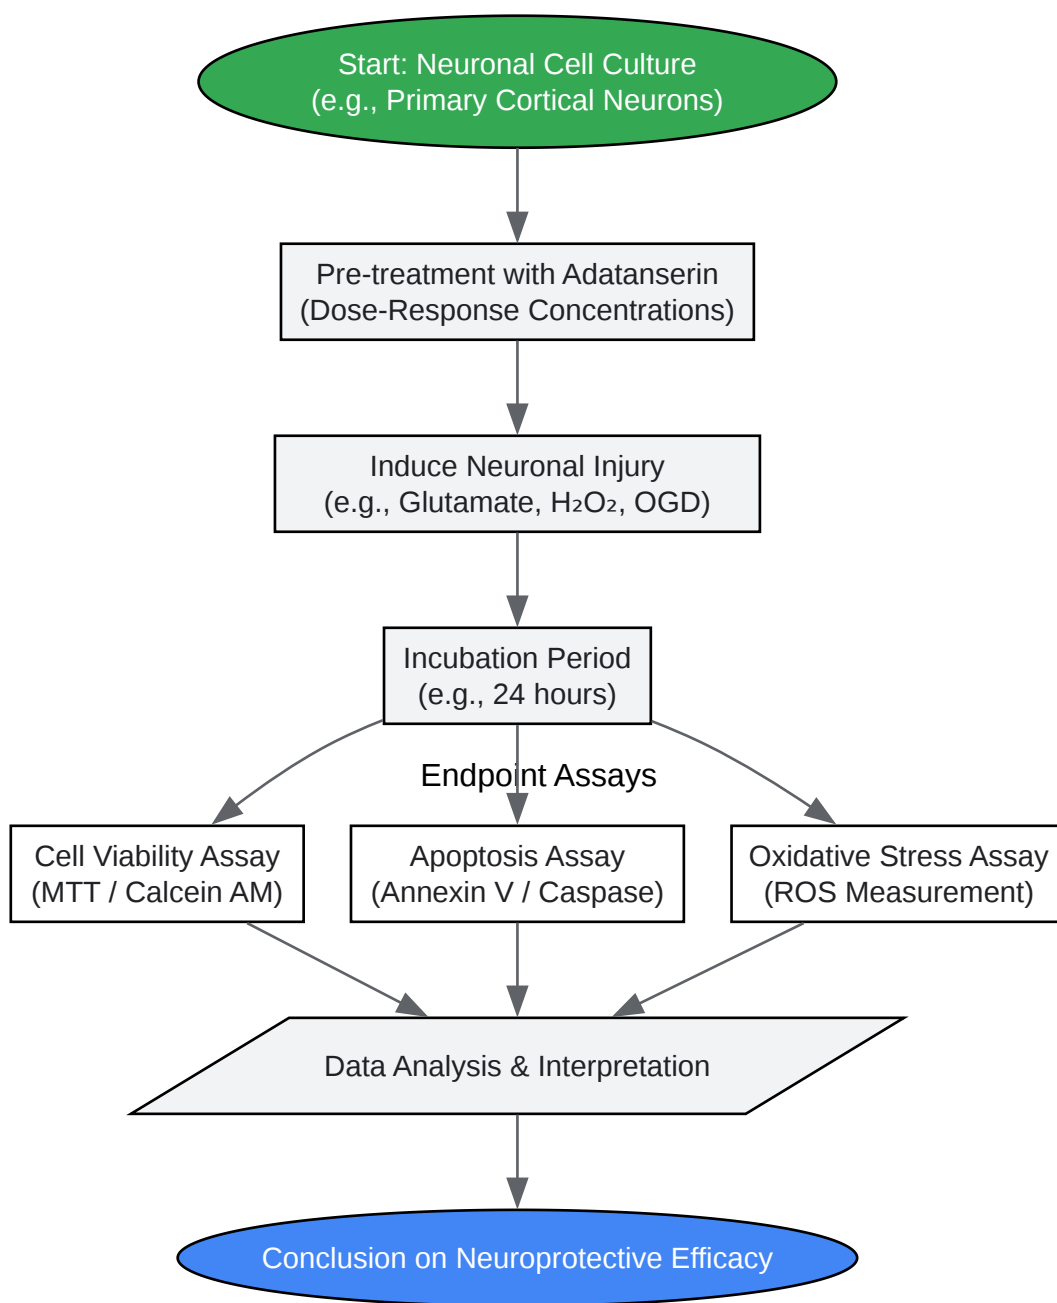 Start: Neuronal Cell Culture
(e.g., Primary Cortical Neurons)
Pre-treatment with Adatanserin
(Dose-Response Concentrations)
Induce Neuronal Injury
(e.g., Glutamate, H₂O₂, OGD)
Incubation Period
(e.g., 24 hours)
Endpoint Assays
Cell Viability Assay
(MTT / Calcein AM)
Apoptosis Assay
(Annexin V / Caspase)
Oxidative Stress Assay
(ROS Measurement)
Data Analysis & Interpretation
Conclusion on Neuroprotective Efficacy